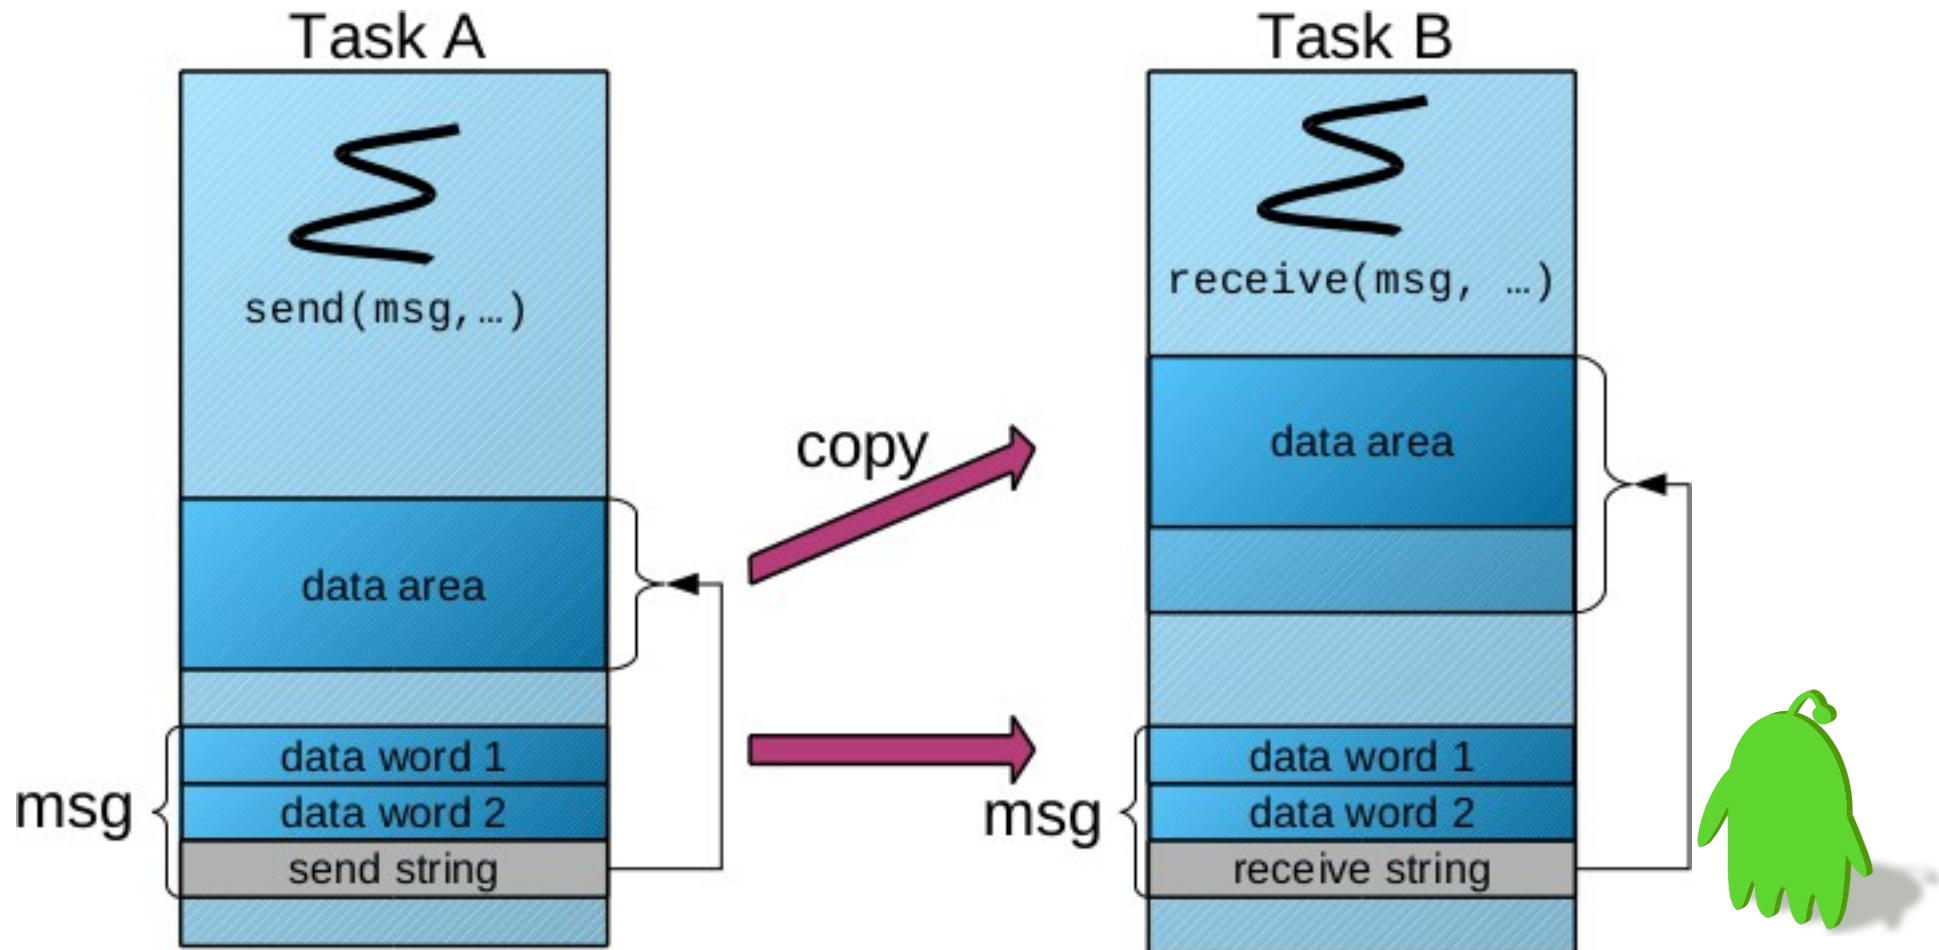 Task A
send(msg,…)
data area
msg
data word 1
data word 2
send string
copy
Task B
receive(msg, …)
data area
msg
data word 1
data word 2
receive string